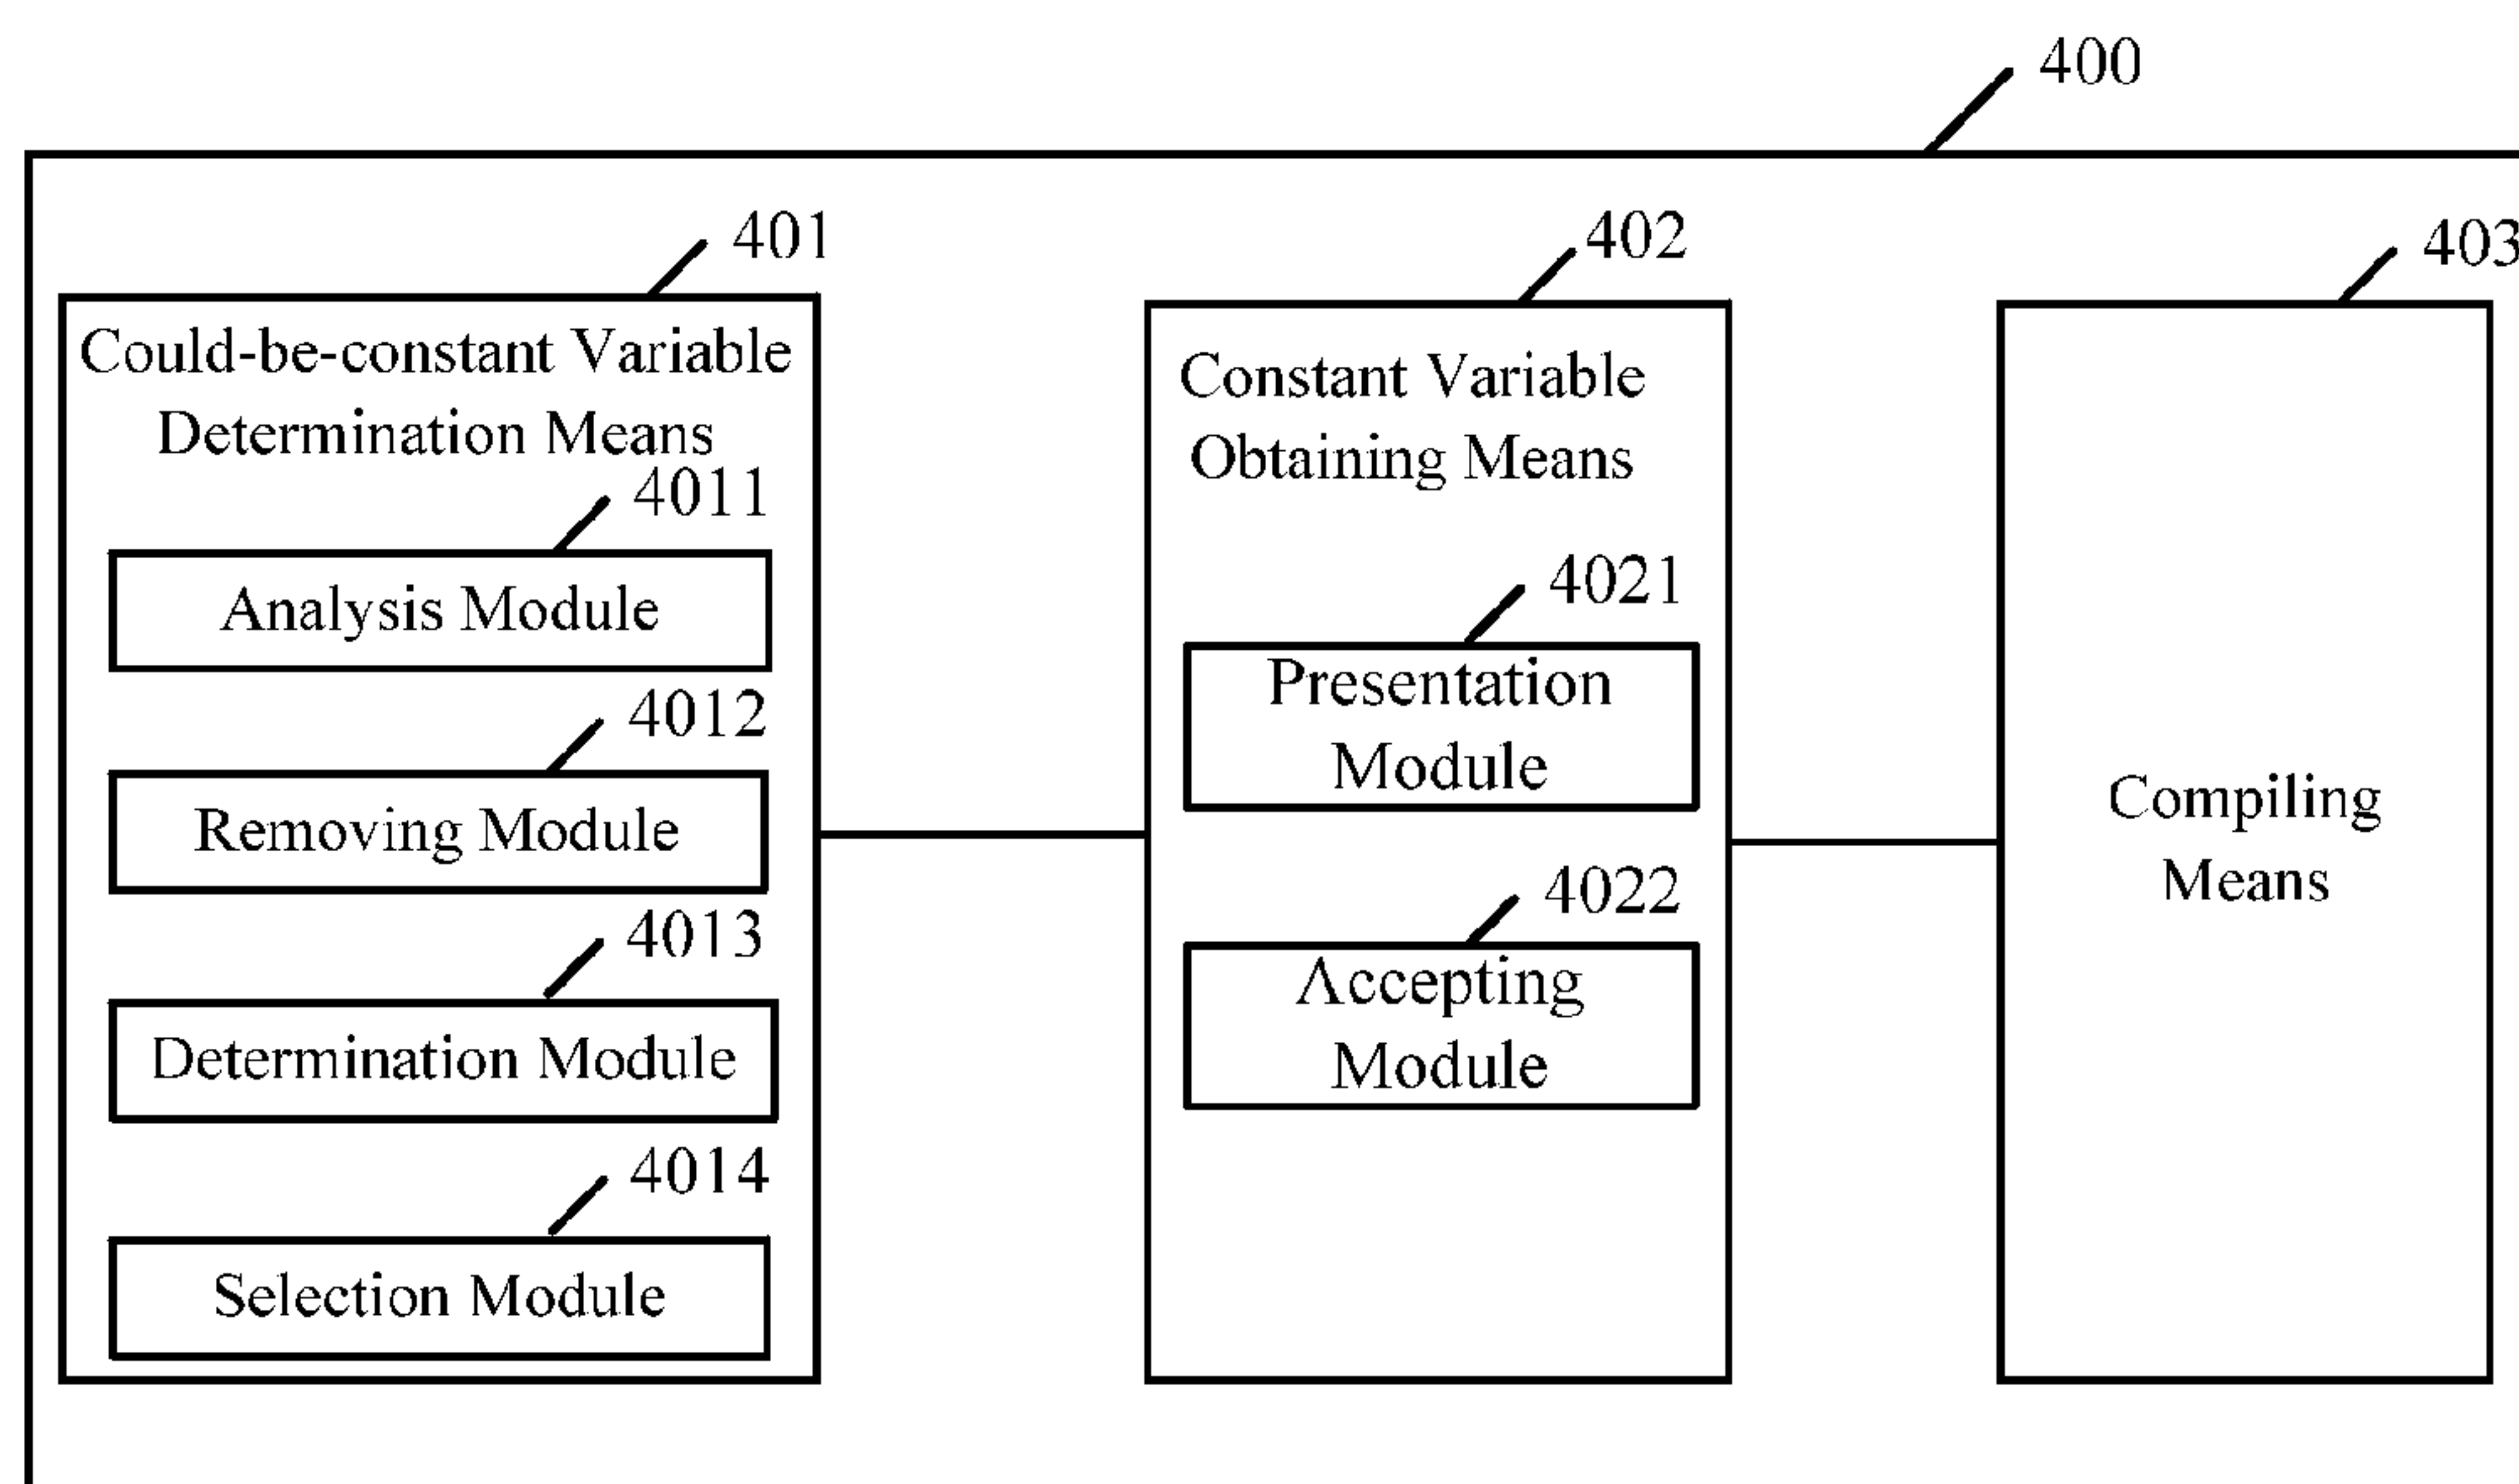 400
401
Could-be-constant Variable
Determination Means
4011
Analysis Module
4012
Removing Module
4013
Determination Module
4014
Selection Module
402
Constant Variable
Obtaining Means
4021
Presentation
Module
4022
Accepting
Module
403
Compiling
Means